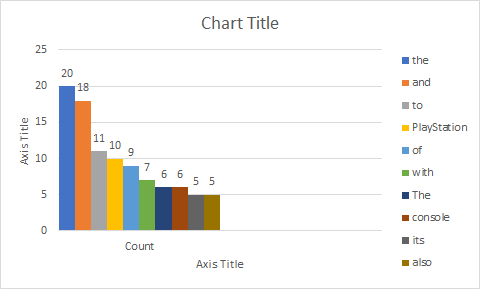 Chart Title
25
20
15
10
5
0
Axis Title
20
18
11
10
9
7
6
6
5
5
Count
Axis Title
the
and
to
PlayStation
of
with
The
console
its
also